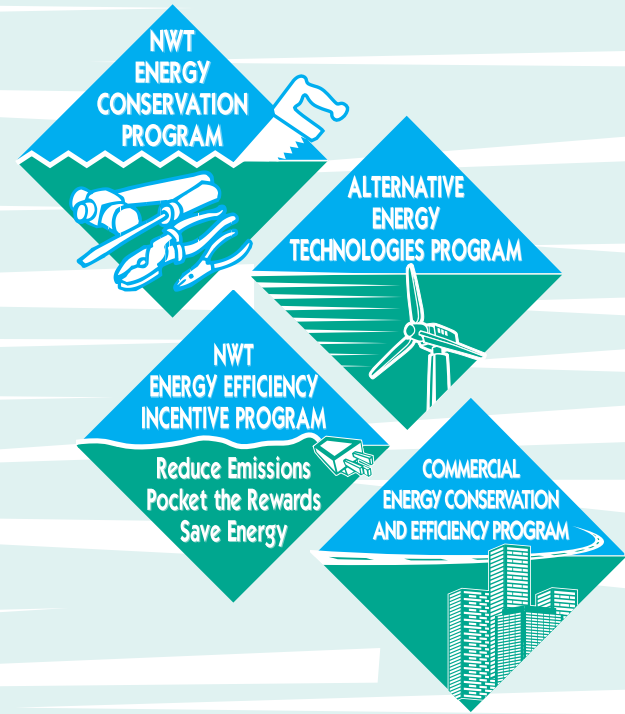 NWT
ENERGY
CONSERVATION
PROGRAM
ALTERNATIVE
ENERGY
TECHNOLOGIES PROGRAM
NWT
ENERGY EFFICIENCY
INCENTIVE PROGRAM
Reduce Emissions
Pocket the Rewards
Save Energy
COMMERCIAL
ENERGY CONSERVATION
AND EFFICIENCY PROGRAM